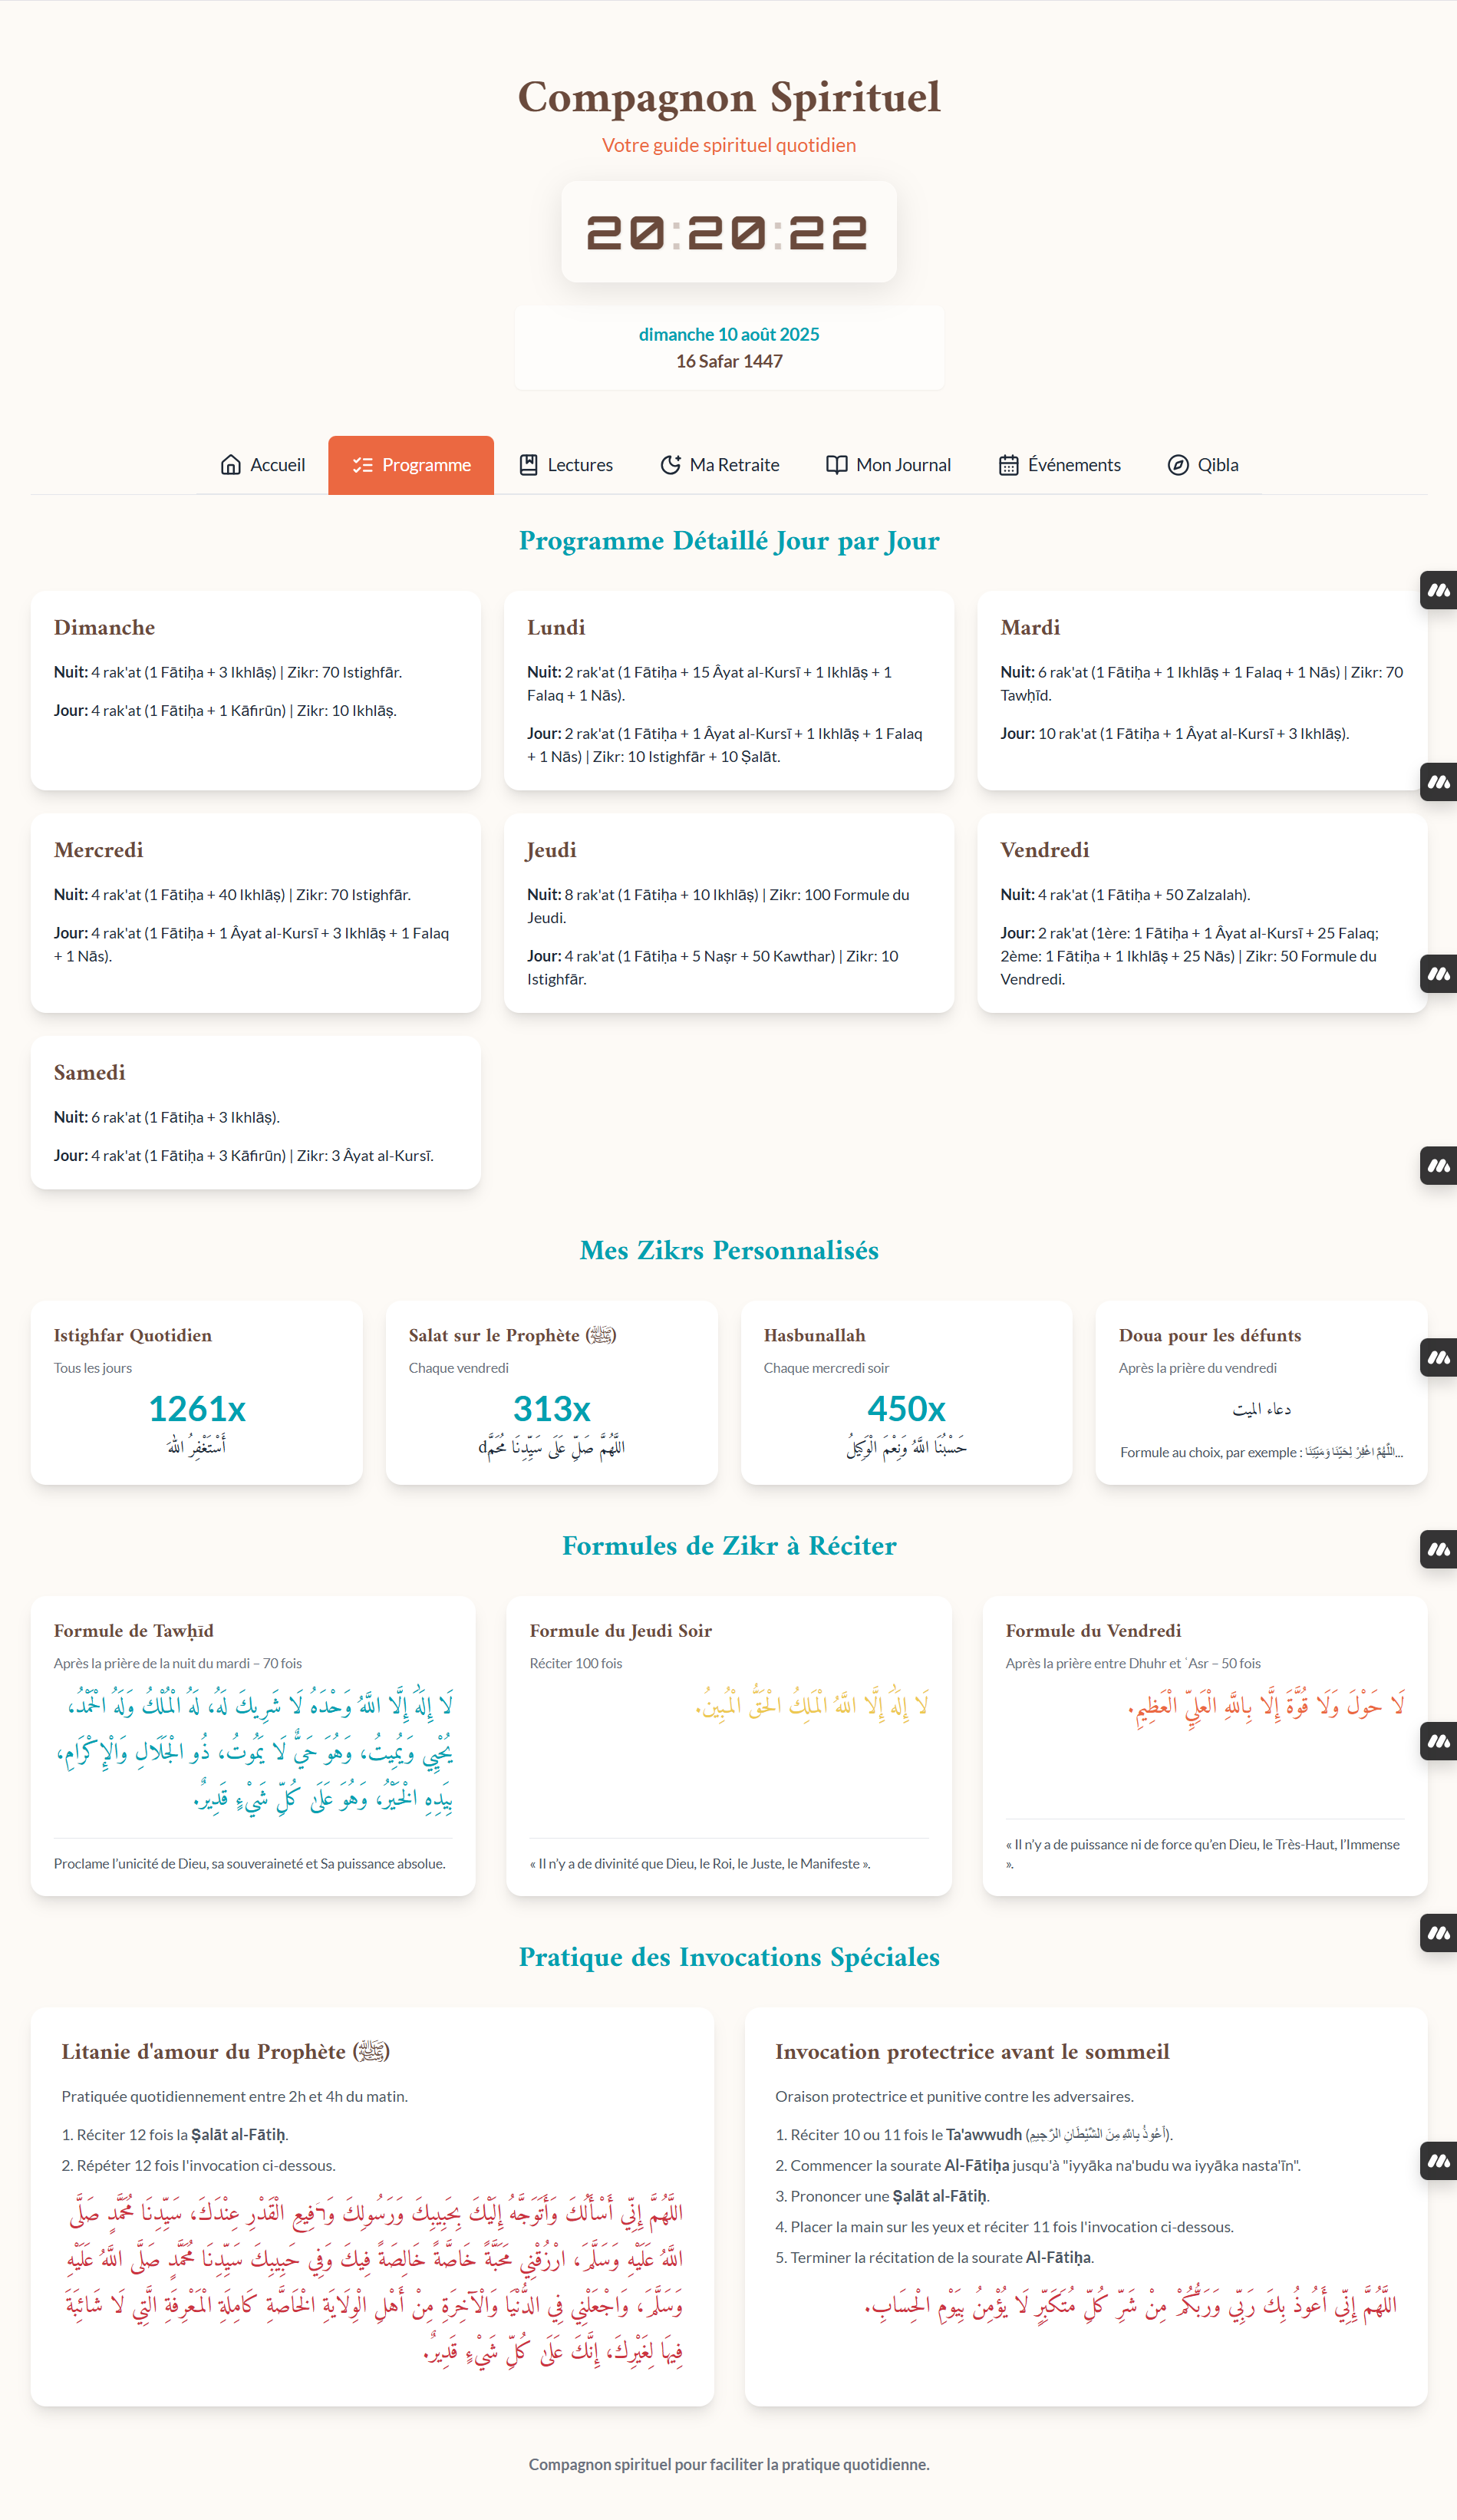 Compagnon Spirituel
Votre guide spirituel quotidien
20:20:22
dimanche 10 août 2025
16 Safar 1447
Accueil
Programme
Lectures
Ma Retraite
Mon Journal
Événements
Qibla
Programme Détaillé Jour par Jour
Dimanche
Nuit: 4 rak'at (1 Fātiḥa + 3 Ikhlāṣ) | Zikr: 70 Istighfār.
Jour: 4 rak'at (1 Fātiḥa + 1 Kāfirūn) | Zikr: 10 Ikhlāṣ.
Lundi
Nuit: 2 rak'at (1 Fātiḥa + 15 Âyat al-Kursī + 1 Ikhlāṣ + 1
Falaq + 1 Nās).
Jour: 2 rak'at (1 Fātiḥa + 1 Âyat al-Kursī + 1 Ikhlāṣ + 1 Falaq
+ 1 Nās) | Zikr: 10 Istighfār + 10 Ṣalāt.
Mardi
Nuit: 6 rak'at (1 Fātiḥa + 1 Ikhlāṣ + 1 Falaq + 1 Nās) | Zikr: 70
Tawḥīd.
Jour: 10 rak'at (1 Fātiḥa + 1 Âyat al-Kursī + 3 Ikhlāṣ).
Mercredi
Nuit: 4 rak'at (1 Fātiḥa + 40 Ikhlāṣ) | Zikr: 70 Istighfār.
Jour: 4 rak'at (1 Fātiḥa + 1 Âyat al-Kursī + 3 Ikhlāṣ + 1 Falaq
+ 1 Nās).
Jeudi
Nuit: 8 rak'at (1 Fātiḥa + 10 Ikhlāṣ) | Zikr: 100 Formule du
Jeudi.
Jour: 4 rak'at (1 Fātiḥa + 5 Naṣr + 50 Kawthar) | Zikr: 10
Istighfār.
Vendredi
Nuit: 4 rak'at (1 Fātiḥa + 50 Zalzalah).
Jour: 2 rak'at (1ère: 1 Fātiḥa + 1 Âyat al-Kursī + 25 Falaq;
2ème: 1 Fātiḥa + 1 Ikhlāṣ + 25 Nās) | Zikr: 50 Formule du
Vendredi.
Samedi
Nuit: 6 rak'at (1 Fātiḥa + 3 Ikhlāṣ).
Jour: 4 rak'at (1 Fātiḥa + 3 Kāfirūn) | Zikr: 3 Âyat al-Kursī.
Mes Zikrs Personnalisés
Istighfar Quotidien
Tous les jours
1261x
أَسْتَغْفِرُ اللهَ
Salat sur le Prophète (ﷺ)
Chaque vendredi
313x
اللَّهُمَّ صَلِّ عَلَى سَيِّدِنَا مُحَمَّd
Hasbunallah
Chaque mercredi soir
450x
حَسْبُنَا اللَّهُ وَنِعْمَ الْوَكِيلُ
Doua pour les défunts
Après la prière du vendredi
دعاء الميت
Formule au choix, par exemple : اللَّهُمَّ اغْفِرْ لِحَيِّنَا وَمَيِّتِنَا...
Formules de Zikr à Réciter
Formule de Tawḥīd
Après la prière de la nuit du mardi – 70 fois
لَا إِلَٰهَ إِلَّا اللَّهُ وَحْدَهُ لَا شَرِيكَ لَهُ، لَهُ الْمُلْكُ وَلَهُ الْحَمْدُ،
يُحْيِي وَيُمِيتُ، وَهُوَ حَيٌّ لَا يَمُوتُ، ذُو الْجَلَالِ وَالْإِكْرَامِ،
بِيَدِهِ الْخَيْرُ، وَهُوَ عَلَىٰ كُلِّ شَيْءٍ قَدِيرٌ.
Proclame l'unicité de Dieu, sa souveraineté et Sa puissance absolue.
Formule du Jeudi Soir
Réciter 100 fois
لَا إِلَٰهَ إِلَّا اللَّهُ الْمَلِكُ الْحَقُّ الْمُبِينُ.
« Il n'y a de divinité que Dieu, le Roi, le Juste, le Manifeste ».
Formule du Vendredi
Après la prière entre Dhuhr et ʿAsr – 50 fois
لَا حَوْلَ وَلَا قُوَّةَ إِلَّا بِاللَّهِ الْعَلِيِّ الْعَظِيمِ.
« Il n'y a de puissance ni de force qu'en Dieu, le Très-Haut, l'Immense
».
Pratique des Invocations Spéciales
Litanie d'amour du Prophète (ﷺ)
Pratiquée quotidiennement entre 2h et 4h du matin.
1. Réciter 12 fois la Ṣalāt al-Fātiḥ.
2. Répéter 12 fois l'invocation ci-dessous.
اللَّهُمَّ إِنِّي أَسْأَلُكَ وَأَتَوَجَّهُ إِلَيْكَ بِحَبِيبِكَ وَرَسُولِكَ وَרَفِيعِ الْقَدْرِ عِنْدَكَ، سَيِّدِنَا مُحَمَّدٍ صَلَّى
اللَّهُ عَلَيْهِ وَسَلَّمَ، ارْزُقْنِي مَحَبَّةً خَاصَّةً خَالِصَةً فِيكَ وَفِي حَبِيبِكَ سَيِّدِنَا مُحَمَّدٍ صَلَّى اللَّهُ عَلَيْهِ
وَسَلَّمَ، وَاجْعَلْنِي فِي الدُّنْيَا وَالْآخِرَةِ مِنْ أَهْلِ الْوِلَايَةِ الْخَاصَّةِ كَامِلَةِ الْمَعْرِفَةِ الَّتِي لَا شَائِبَةَ
فِيهَا لِغَيْرِكَ، إِنَّكَ عَلَىٰ كُلِّ شَيْءٍ قَدِيرٌ.
Invocation protectrice avant le sommeil
Oraison protectrice et punitive contre les adversaires.
1. Réciter 10 ou 11 fois le Ta'awwudh (أَعُوذُ بِاللَّهِ مِنَ الشَّيْطَانِ الرَّجِيمِ).
2. Commencer la sourate Al-Fātiḥa jusqu'à "iyyāka na'budu wa iyyāka nasta'īn".
3. Prononcer une Ṣalāt al-Fātiḥ.
4. Placer la main sur les yeux et réciter 11 fois l'invocation ci-dessous.
5. Terminer la récitation de la sourate Al-Fātiḥa.
اللَّهُمَّ إِنِّي أَعُوذُ بِكَ رَبِّي وَرَبُّكُمْ مِنْ شَرِّ كُلِّ مُتَكَبِّرٍ لَا يُؤْمِنُ بِيَوْمِ الْحِسَابِ.
Compagnon spirituel pour faciliter la pratique quotidienne.